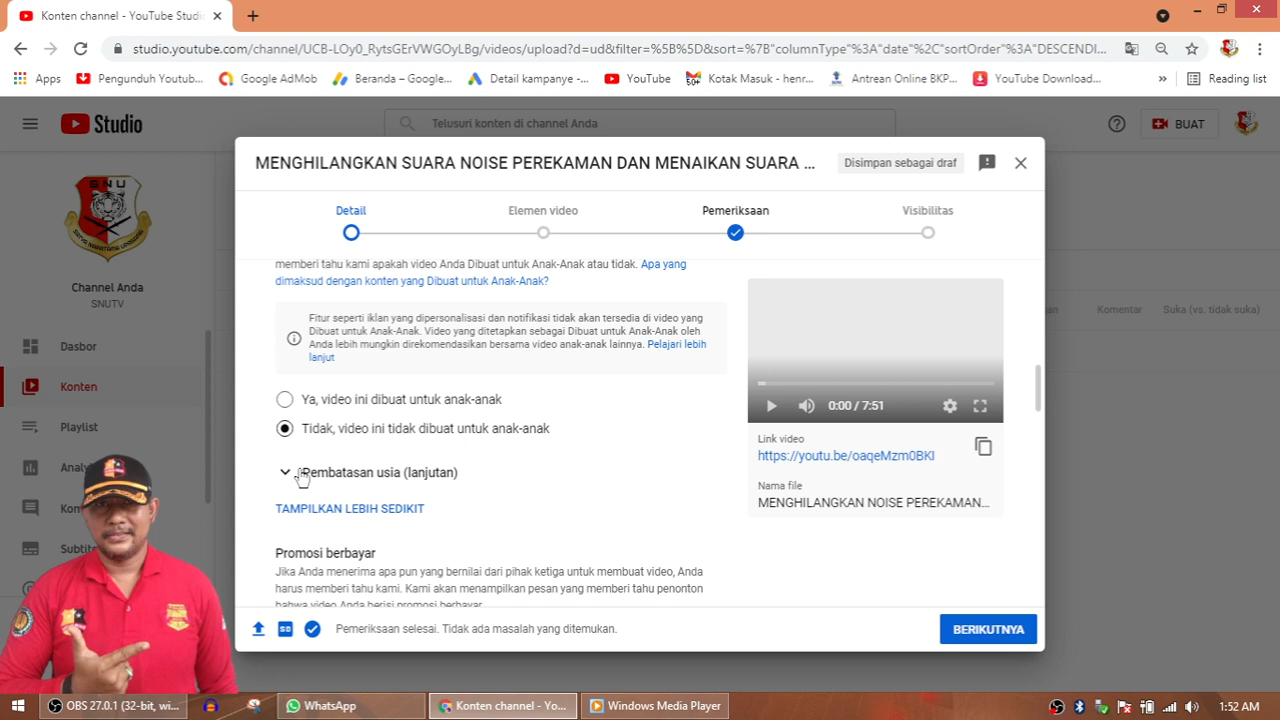 Konten channel - YouTube Studi
studio.youtube.com/channel/UCB-LOy0_RytsGErVWGOyLBg/videos/upload?d=ud&filter=%5B%5D&sort=%7B"columnType"%3A"date"%2C"sortOrder"%3A"DESCENDI...
Apps
Pengunduh Youtub...
Google AdMob
Beranda – Google...
Detail kampanye -...
YouTube
Kotak Masuk - henr...
Antrean Online BKP...
YouTube Download...
»
Reading list
Studio
Telusuri konten di channel Anda
BUAT
SNU
Channel Anda
SNUTV
Dasbor
Konten
Playlist
Komentar
Suka (vs. tidak suka)
MENGHILANGKAN SUARA NOISE PEREKAMAN DAN MENAIKAN SUARA ...
Disimpan sebagai draf
Detail
Elemen video
Pemeriksaan
Visibilitas
memberi tahu kami apakah video Anda Dibuat untuk Anak-Anak atau tidak. Apa yang
dimaksud dengan konten yang Dibuat untuk Anak-Anak?
Fitur seperti iklan yang dipersonalisasi dan notifikasi tidak akan tersedia di video yang
Dibuat untuk Anak-Anak. Video yang ditetapkan sebagai Dibuat untuk Anak-Anak oleh
Anda lebih mungkin direkomendasikan bersama video anak-anak lainnya. Pelajari lebih
lanjut
Ya, video ini dibuat untuk anak-anak
Tidak, video ini tidak dibuat untuk anak-anak
Pembatasan usia (lanjutan)
TAMPILKAN LEBIH SEDIKIT
Promosi berbayar
Jika Anda menerima apa pun yang bernilai dari pihak ketiga untuk membuat video, Anda
harus memberi tahu kami. Kami akan menampilkan pesan yang memberi tahu penonton
bahwa video Anda berisi promosi berbayar.
0:00 / 7:51
Link video
https://youtu.be/oaqeMzm0BKI
Nama file
MENGHILANGKAN NOISE PEREKAMAN...
Pemeriksaan selesai. Tidak ada masalah yang ditemukan.
BERIKUTNYA
OBS 27.0.1 (32-bit, wi...
WhatsApp
Konten channel - Yo...
Windows Media Player
1:52 AM